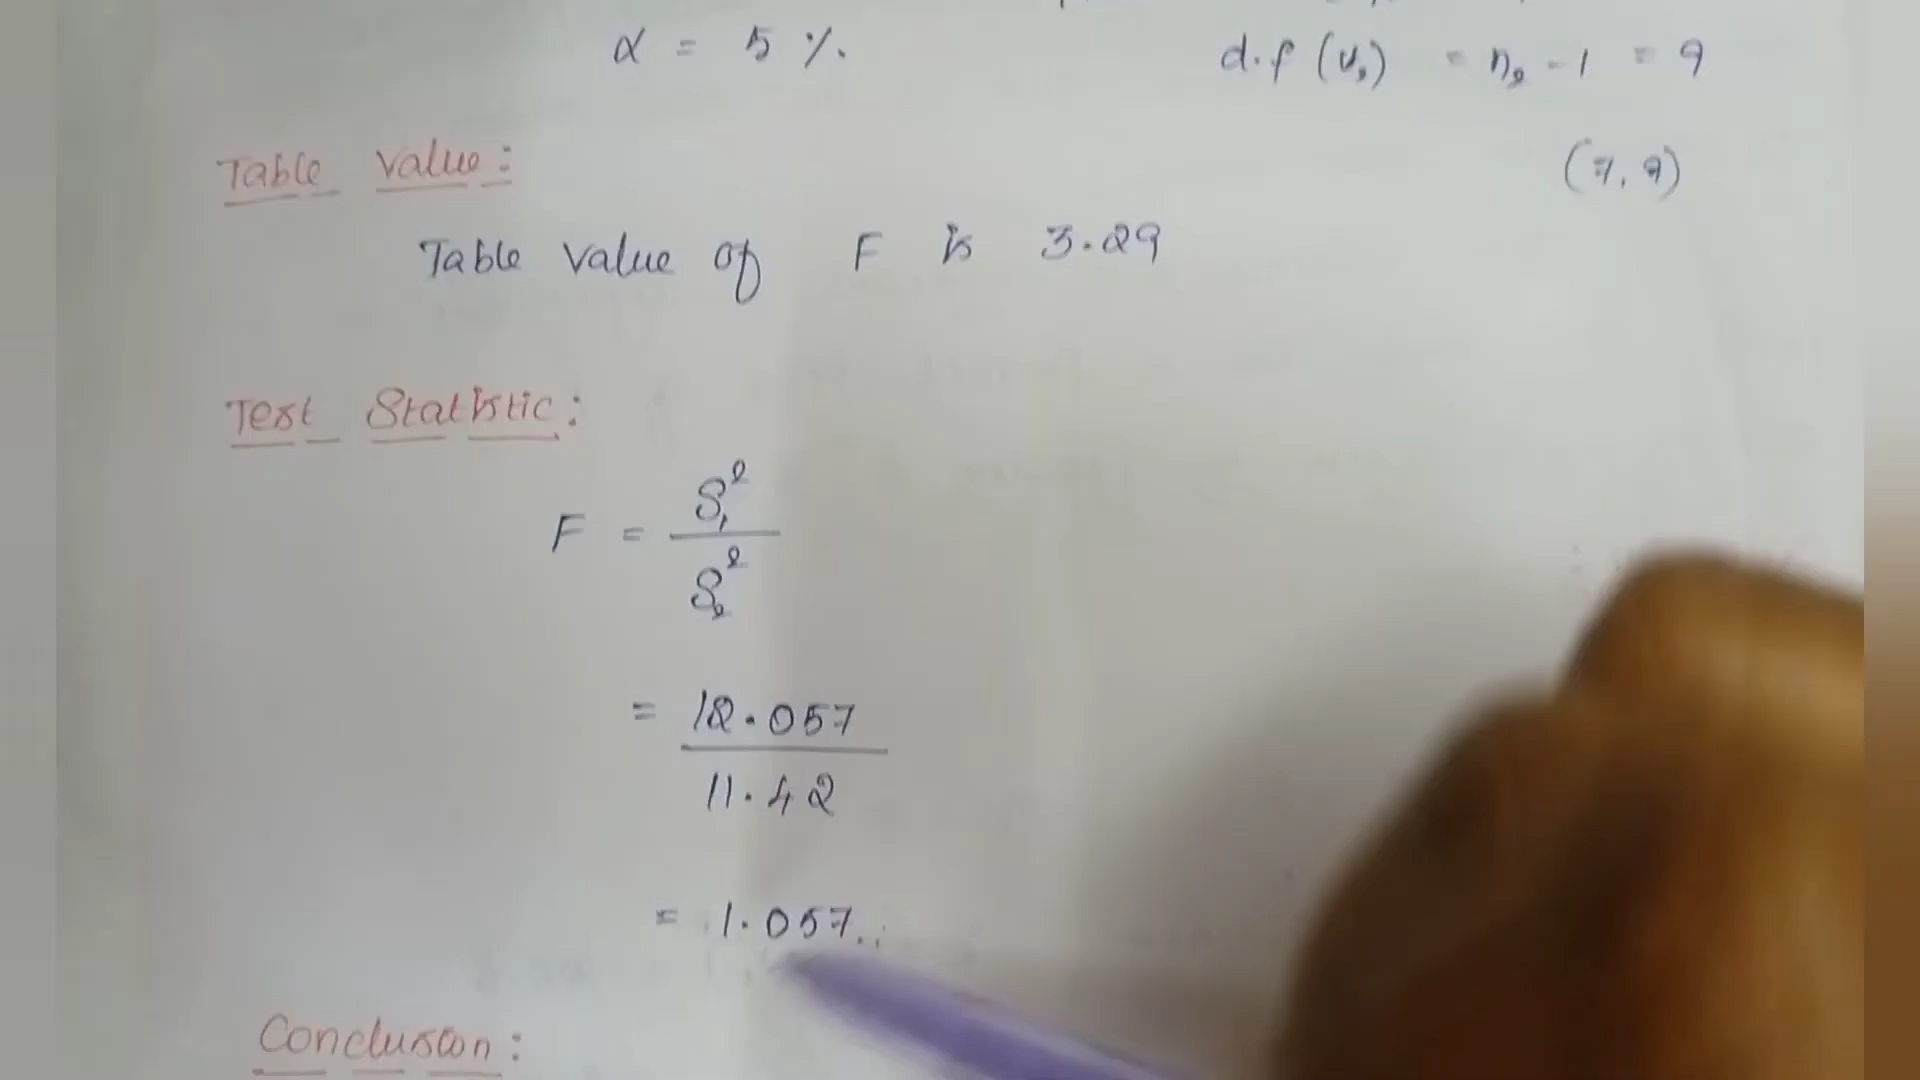 α = 5 %.
d.f (ν₂) = n₂ - 1 = 9
Table Value:
(7, 9)
Table Value of F is 3.29
Test Statistic:
F = S₁² / S₂²
= 12.057 / 11.42
= 1.057
Conclusion: